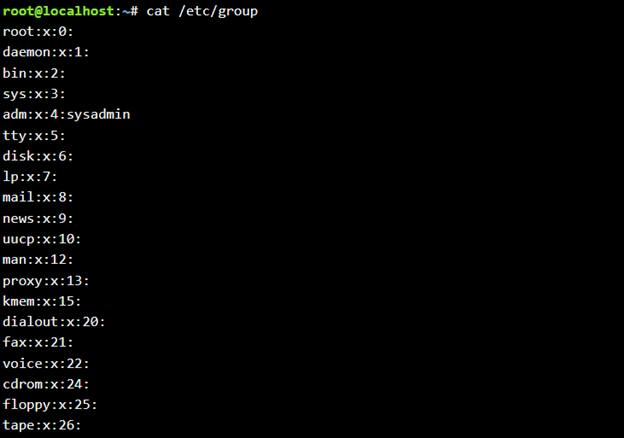 root@localhost:~# cat /etc/group
root:x:0:
daemon:x:1:
bin:x:2:
sys:x:3:
adm:x:4:sysadmin
tty:x:5:
disk:x:6:
lp:x:7:
mail:x:8:
news:x:9:
uucp:x:10:
man:x:12:
proxy:x:13:
kmem:x:15:
dialout:x:20:
fax:x:21:
voice:x:22:
cdrom:x:24:
floppy:x:25:
tape:x:26: